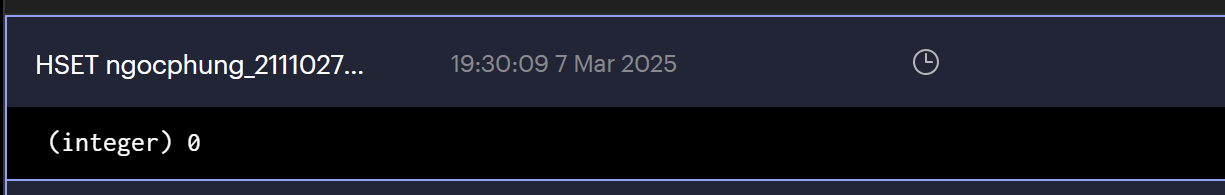 HSET ngocphung_2111027... 19:30:09 7 Mar 2025
(integer) 0